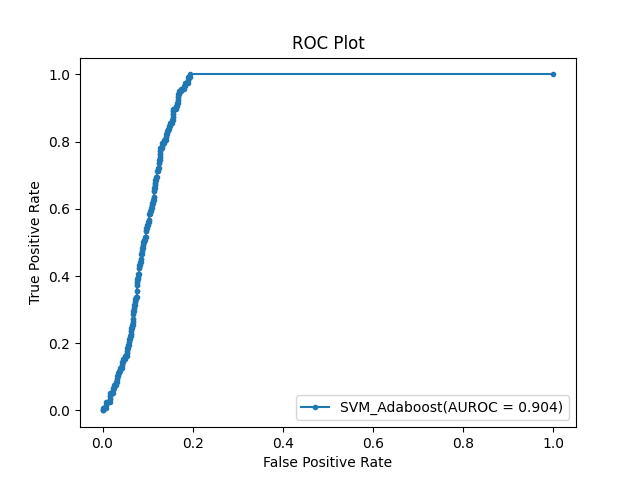 ROC Plot
True Positive Rate
1.0
0.8
0.6
0.4
0.2
0.0
0.0 0.2 0.4 0.6 0.8 1.0
False Positive Rate
SVM_Adaboost(AUROC = 0.904)